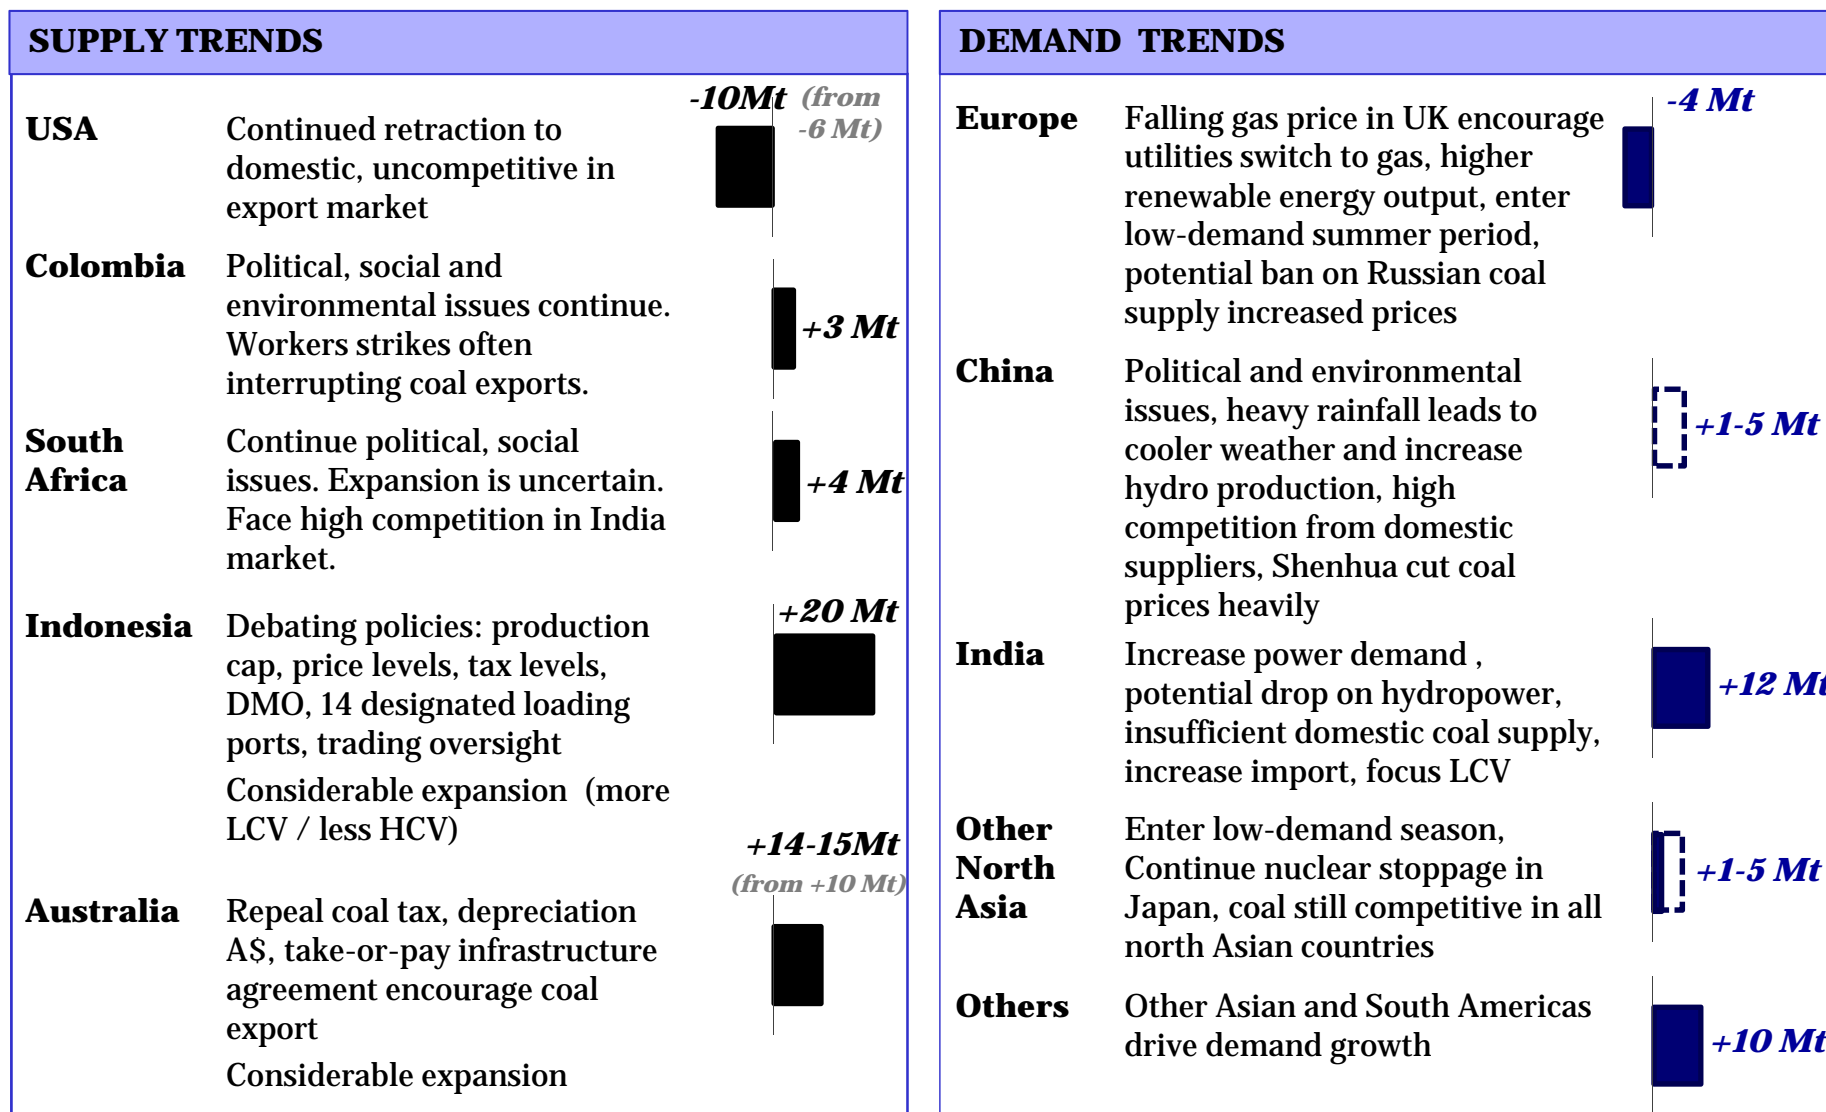 SUPPLY TRENDS
-10Mt (from
-6 Mt)
USA Continued retraction to
domestic, uncompetitive in
export market
Colombia Political, social and
environmental issues continue.
Workers strikes often
interrupting coal exports.
+3 Mt
South
Africa
Continue political, social
issues. Expansion is uncertain.
Face high competition in India
market.
+4 Mt
Indonesia Debating policies: production
cap, price levels, tax levels,
DMO, 14 designated loading
ports, trading oversight
Considerable expansion (more
LCV / less HCV)
+20 Mt
+14-15Mt
(from +10 Mt)
Australia Repeal coal tax, depreciation
A$, take-or-pay infrastructure
agreement encourage coal
export
Considerable expansion
DEMAND TRENDS
Europe Falling gas price in UK encourage
utilities switch to gas, higher
renewable energy output, enter
low-demand summer period,
potential ban on Russian coal
supply increased prices
-4 Mt
China Political and environmental
issues, heavy rainfall leads to
cooler weather and increase
hydro production, high
competition from domestic
suppliers, Shenhua cut coal
prices heavily
+1-5 Mt
India Increase power demand ,
potential drop on hydropower,
insufficient domestic coal supply,
increase import, focus LCV
+12 Mt
Other
North
Asia
Enter low-demand season,
Continue nuclear stoppage in
Japan, coal still competitive in all
north Asian countries
+1-5 Mt
Others Other Asian and South Americas
drive demand growth
+10 Mt